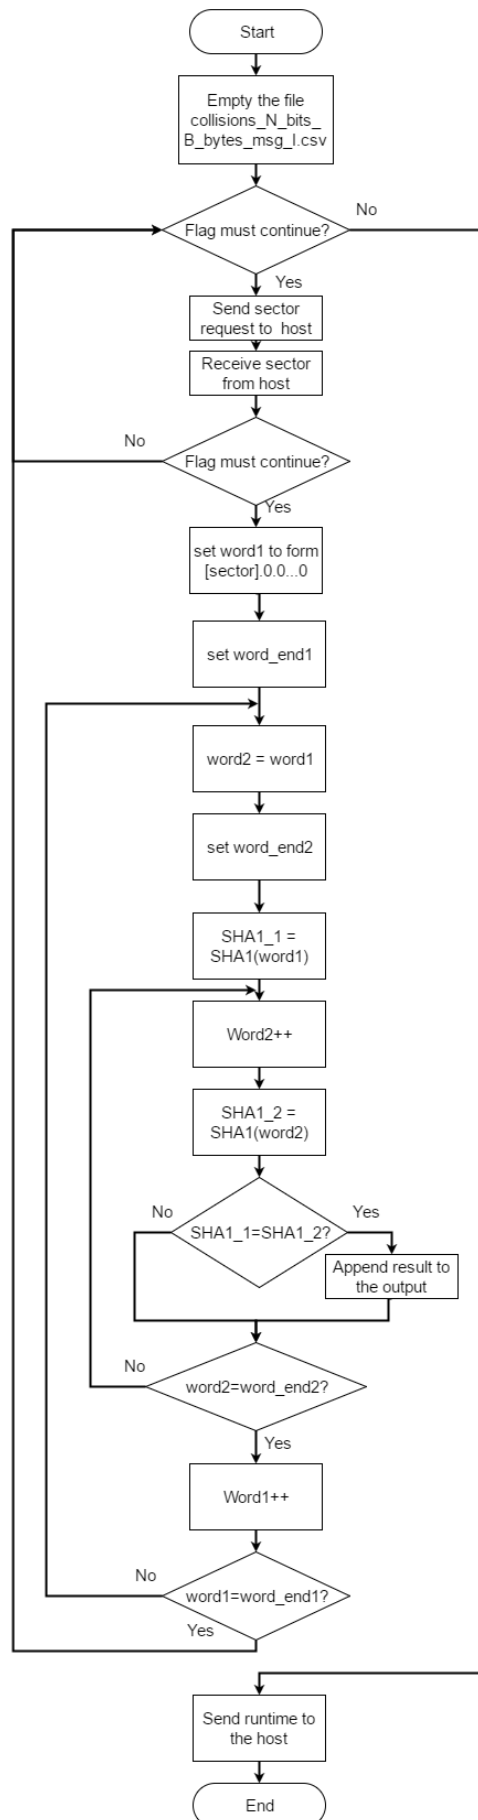 Start
Empty the file
collisions_N_bits_
B_bytes_msg_I.csv
No
Flag must continue?
Yes
Send sector
request to host
Receive sector
from host
No
Flag must continue?
Yes
set word1 to form
[sector].0.0...0
set word_end1
word2 = word1
set word_end2
SHA1_1 =
SHA1(word1)
Word2++
SHA1_2 =
SHA1(word2)
No
Yes
SHA1_1=SHA1_2?
Append result to
the output
No
word2=word_end2?
Yes
Word1++
No
word1=word_end1?
Yes
Send runtime to
the host
End